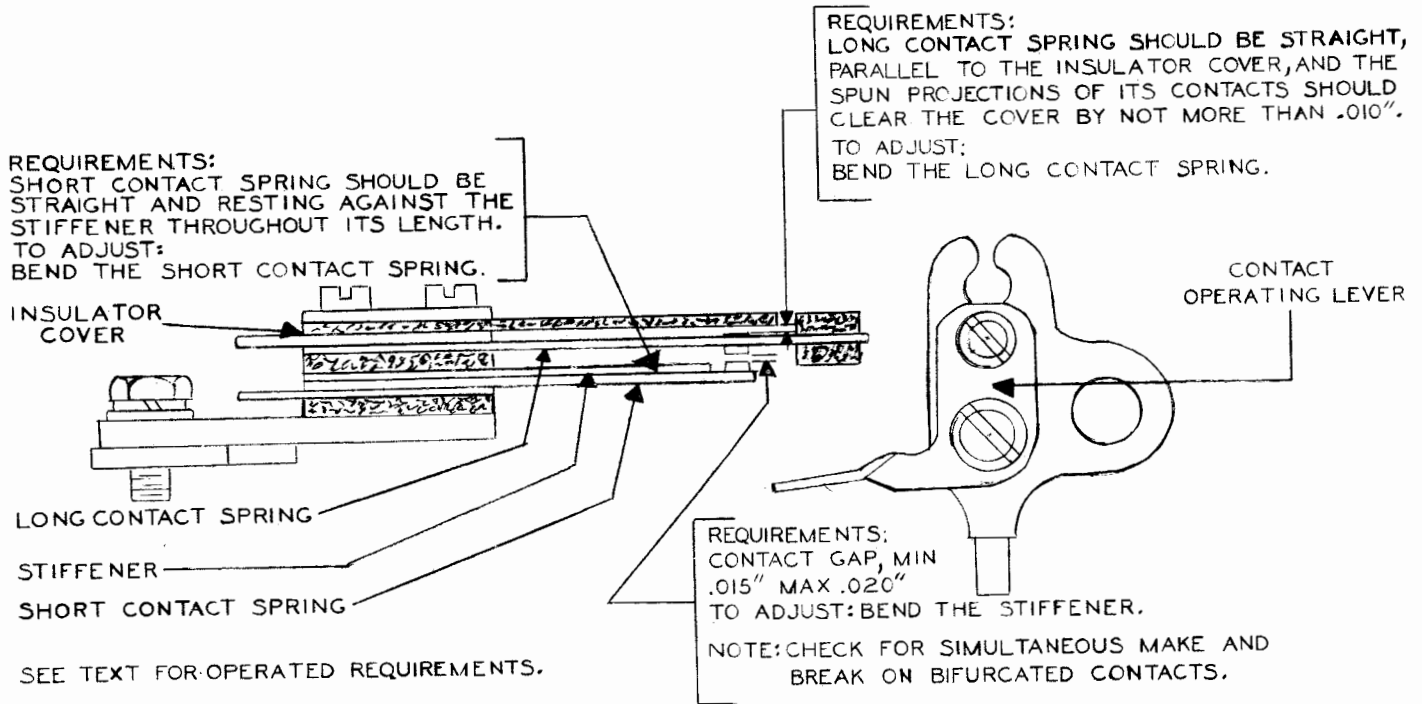 REQUIREMENTS:
LONG CONTACT SPRING SHOULD BE STRAIGHT,
PARALLEL TO THE INSULATOR COVER, AND THE
SPUN PROJECTIONS OF ITS CONTACTS SHOULD
CLEAR THE COVER BY NOT MORE THAN .010".
TO ADJUST:
BEND THE LONG CONTACT SPRING.
REQUIREMENTS:
SHORT CONTACT SPRING SHOULD BE
STRAIGHT AND RESTING AGAINST THE
STIFFENER THROUGHOUT ITS LENGTH.
TO ADJUST:
BEND THE SHORT CONTACT SPRING.
INSULATOR
COVER
CONTACT
OPERATING LEVER
LONG CONTACT SPRING
STIFFENER
SHORT CONTACT SPRING
SEE TEXT FOR OPERATED REQUIREMENTS.
REQUIREMENTS:
CONTACT GAP, MIN
.015" MAX .020"
TO ADJUST: BEND THE STIFFENER.
NOTE: CHECK FOR SIMULTANEOUS MAKE AND
BREAK ON BIFURCATED CONTACTS.